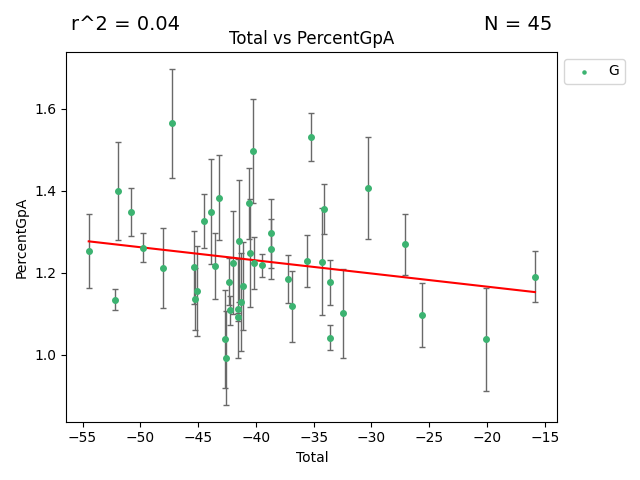 r^2 = 0.04
N = 45
Total vs PercentGpA
G
PercentGpA
1.6
1.4
1.2
1.0
−55 −50 −45 −40 −35 −30 −25 −20 −15
Total